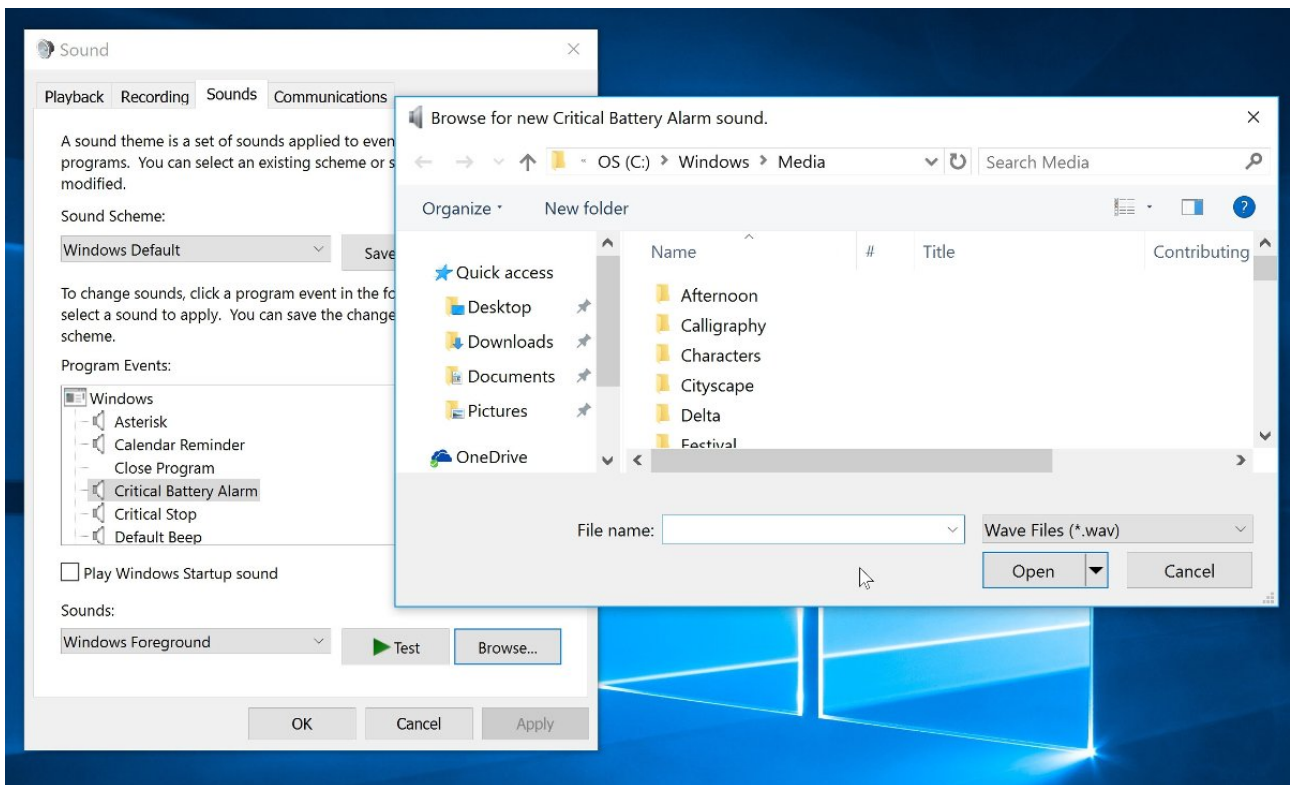 Sound
Playback Recording Sounds Communications
A sound theme is a set of sounds applied to even
programs. You can select an existing scheme or s
modified.
Sound Scheme:
Windows Default
Save
To change sounds, click a program event in the fo
select a sound to apply. You can save the change
scheme.
Program Events:
Windows
Asterisk
Calendar Reminder
Close Program
Critical Battery Alarm
Critical Stop
Default Beep
Play Windows Startup sound
Sounds:
Windows Foreground
Test
Browse...
OK
Cancel
Apply
Browse for new Critical Battery Alarm sound.
OS (C:) > Windows > Media
Search Media
Organize
New folder
?
Quick access
Desktop
Downloads
Documents
Pictures
OneDrive
Name # Title Contributing
Afternoon
Calligraphy
Characters
Cityscape
Delta
Festival
File name:
Wave Files (*.wav)
Open
Cancel